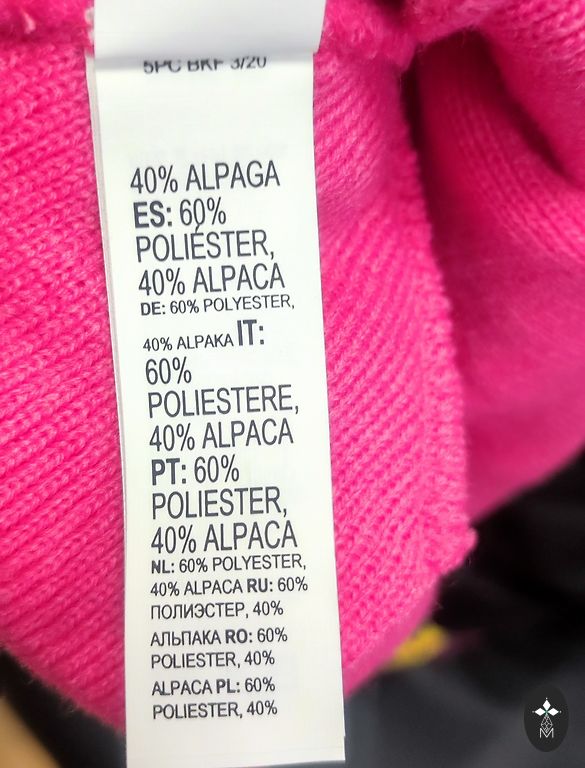 5PC BKF 3/20
40% ALPAGA
ES: 60%
POLIÉSTER,
40% ALPACA
DE: 60% POLYESTER,
40% ALPAKA IT:
60%
POLIESTERE,
40% ALPACA
PT: 60%
POLIESTER,
40% ALPACA
NL: 60% POLYESTER,
40% ALPACA RU: 60%
ПОЛИЭСТЕР, 40%
АЛЬПАКА RO: 60%
POLIESTER, 40%
ALPACA PL: 60%
POLIESTER, 40%
M